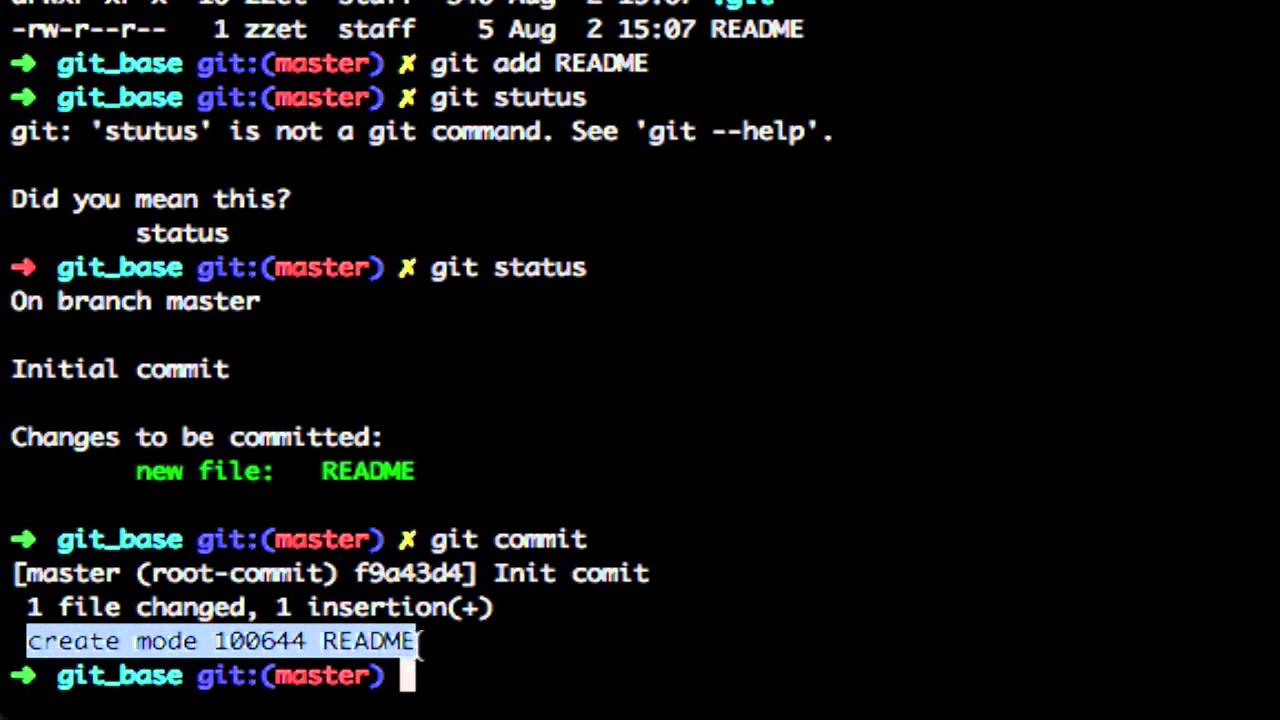 -rw-r--r-- 1 zzet staff 5 Aug 2 15:07 README
➜ git_base git:(master) ✗ git add README
➜ git_base git:(master) ✗ git stutus
git: 'stutus' is not a git command. See 'git --help'.
Did you mean this?
status
➜ git_base git:(master) ✗ git status
On branch master
Initial commit
Changes to be committed:
new file: README
➜ git_base git:(master) ✗ git commit
[master (root-commit) f9a43d4] Init comit
1 file changed, 1 insertion(+)
create mode 100644 README
➜ git_base git:(master)